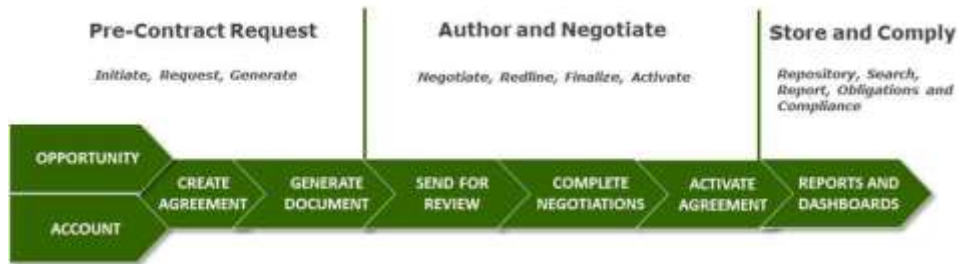 Pre-Contract Request
Initiate, Request, Generate
Author and Negotiate
Negotiate, Redline, Finalize, Activate
Store and Comply
Repository, Search,
Report, Obligations and
Compliance
OPPORTUNITY
ACCOUNT
CREATE
AGREEMENT
GENERATE
DOCUMENT
SEND FOR
REVIEW
COMPLETE
NEGOTIATIONS
ACTIVATE
AGREEMENT
REPORTS AND
DASHBOARDS